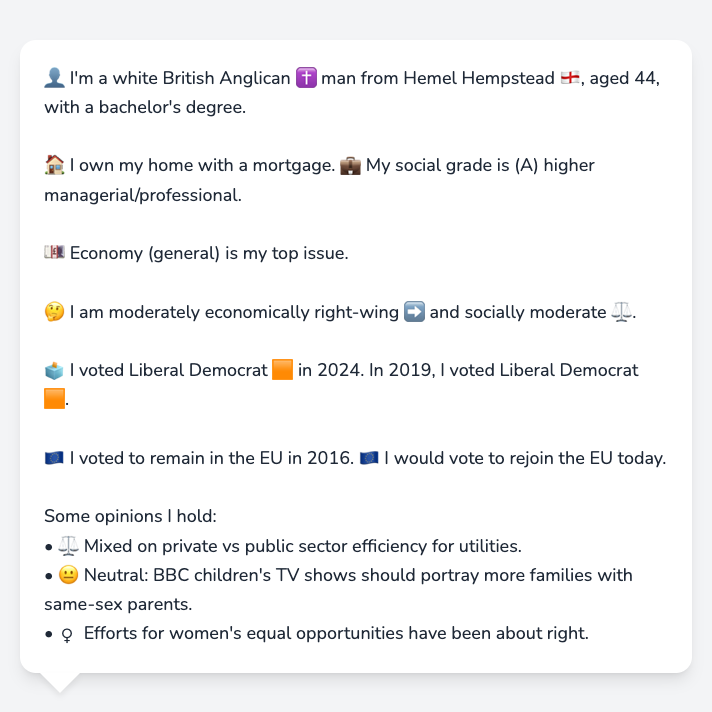 👤 I'm a white British Anglican ✝️ man from Hemel Hempstead 🏴󠁧󠁢󠁥󠁮󠁧󠁿, aged 44,
with a bachelor's degree.
🏠 I own my home with a mortgage. 💼 My social grade is (A) higher
managerial/professional.
💷 Economy (general) is my top issue.
🤔 I am moderately economically right-wing ➡️ and socially moderate ⚖️.
🗳️ I voted Liberal Democrat 🟧 in 2024. In 2019, I voted Liberal Democrat
🟧.
🇪🇺 I voted to remain in the EU in 2016. 🇪🇺 I would vote to rejoin the EU today.
Some opinions I hold:
• ⚖️ Mixed on private vs public sector efficiency for utilities.
• 😐 Neutral: BBC children's TV shows should portray more families with
same-sex parents.
• ♀ Efforts for women's equal opportunities have been about right.